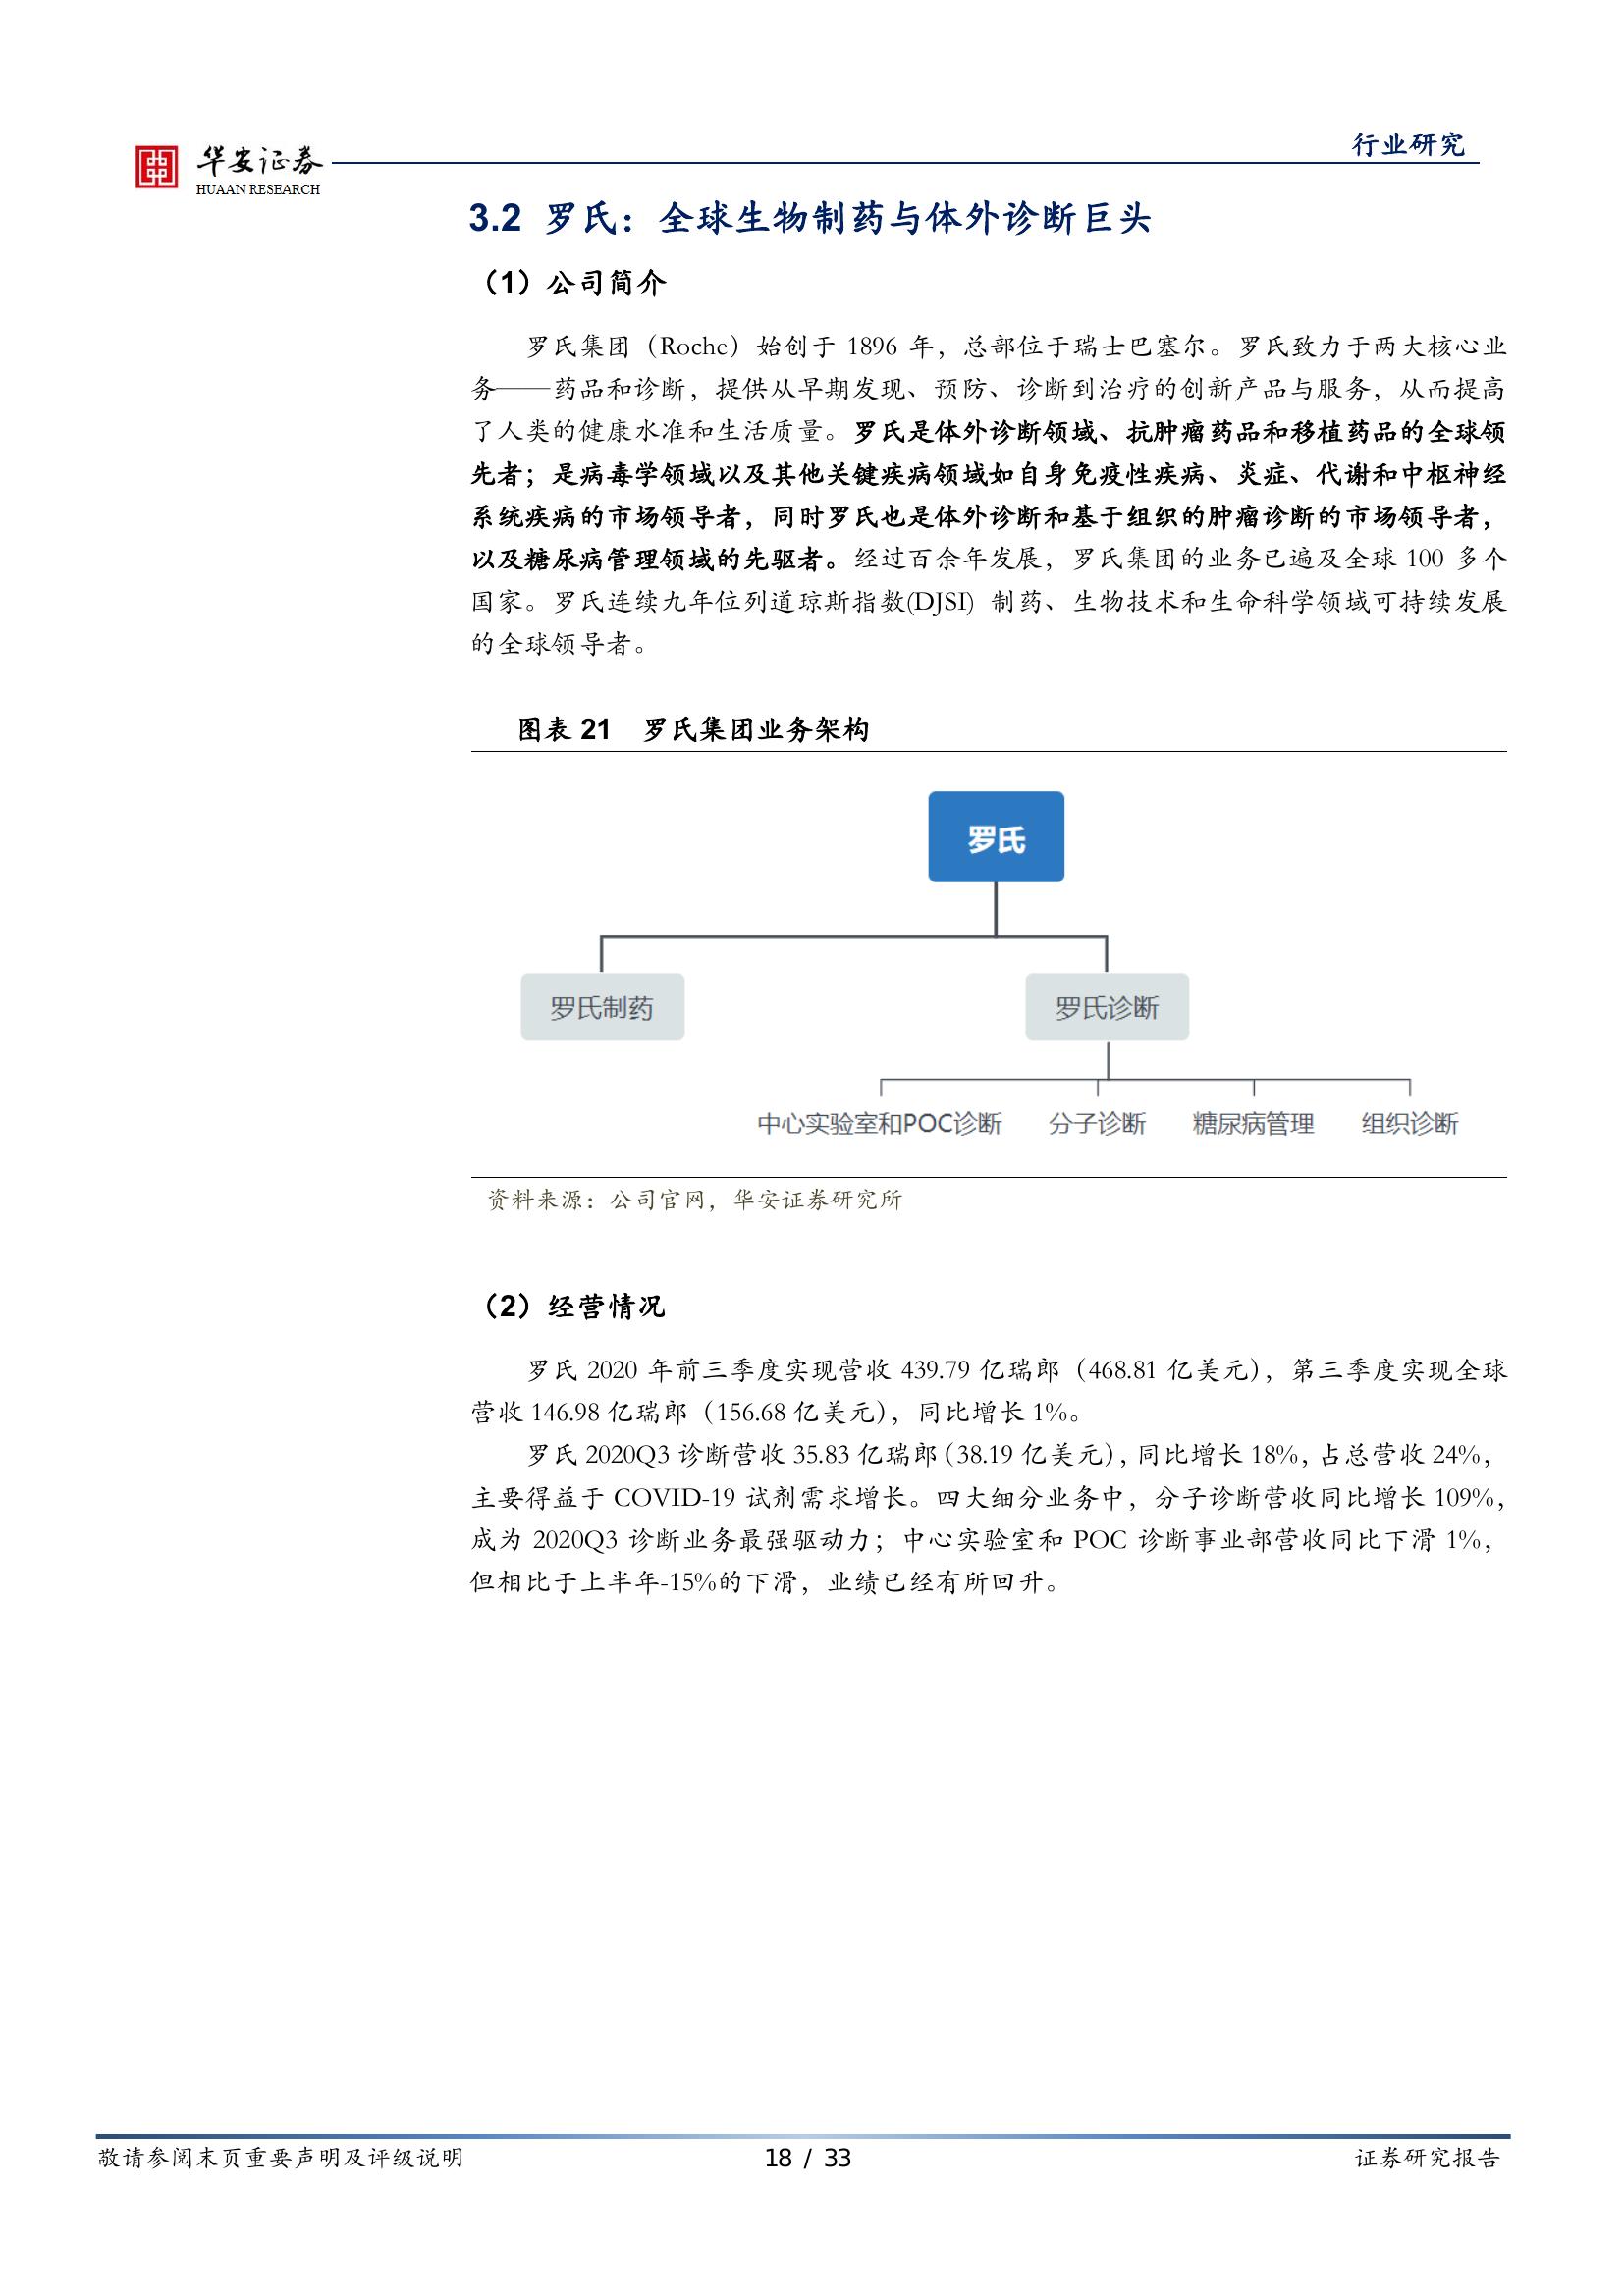 华安证券
HUAAN RESEARCH
行业研究
3.2 罗氏：全球生物制药与体外诊断巨头
（1）公司简介
罗氏集团（Roche）始创于 1896 年，总部位于瑞士巴塞尔。罗氏致力于两大核心业
务——药品和诊断，提供从早期发现、预防、诊断到治疗的创新产品与服务，从而提高
了人类的健康水准和生活质量。罗氏是体外诊断领域、抗肿瘤药品和移植药品的全球领
先者；是病毒学领域以及其他关键疾病领域如自身免疫性疾病、炎症、代谢和中枢神经
系统疾病的市场领导者，同时罗氏也是体外诊断和基于组织的肿瘤诊断的市场领导者，
以及糖尿病管理领域的先驱者。经过百余年发展，罗氏集团的业务已遍及全球 100 多个
国家。罗氏连续九年位列道琼斯指数(DJSI) 制药、生物技术和生命科学领域可持续发展
的全球领导者。
图表 21 罗氏集团业务架构
罗氏
罗氏制药 罗氏诊断
中心实验室和POC诊断 分子诊断 糖尿病管理 组织诊断
资料来源：公司官网，华安证券研究所
（2）经营情况
罗氏 2020 年前三季度实现营收 439.79 亿瑞郎（468.81 亿美元），第三季度实现全球
营收 146.98 亿瑞郎（156.68 亿美元），同比增长 1%。
罗氏 2020Q3 诊断营收 35.83 亿瑞郎（38.19 亿美元），同比增长 18%，占总营收 24%，
主要得益于 COVID-19 试剂需求增长。四大细分业务中，分子诊断营收同比增长 109%，
成为 2020Q3 诊断业务最强驱动力；中心实验室和 POC 诊断事业部营收同比下滑 1%，
但相比于上半年-15%的下滑，业绩已经有所回升。
敬请参阅末页重要声明及评级说明 18 / 33 证券研究报告